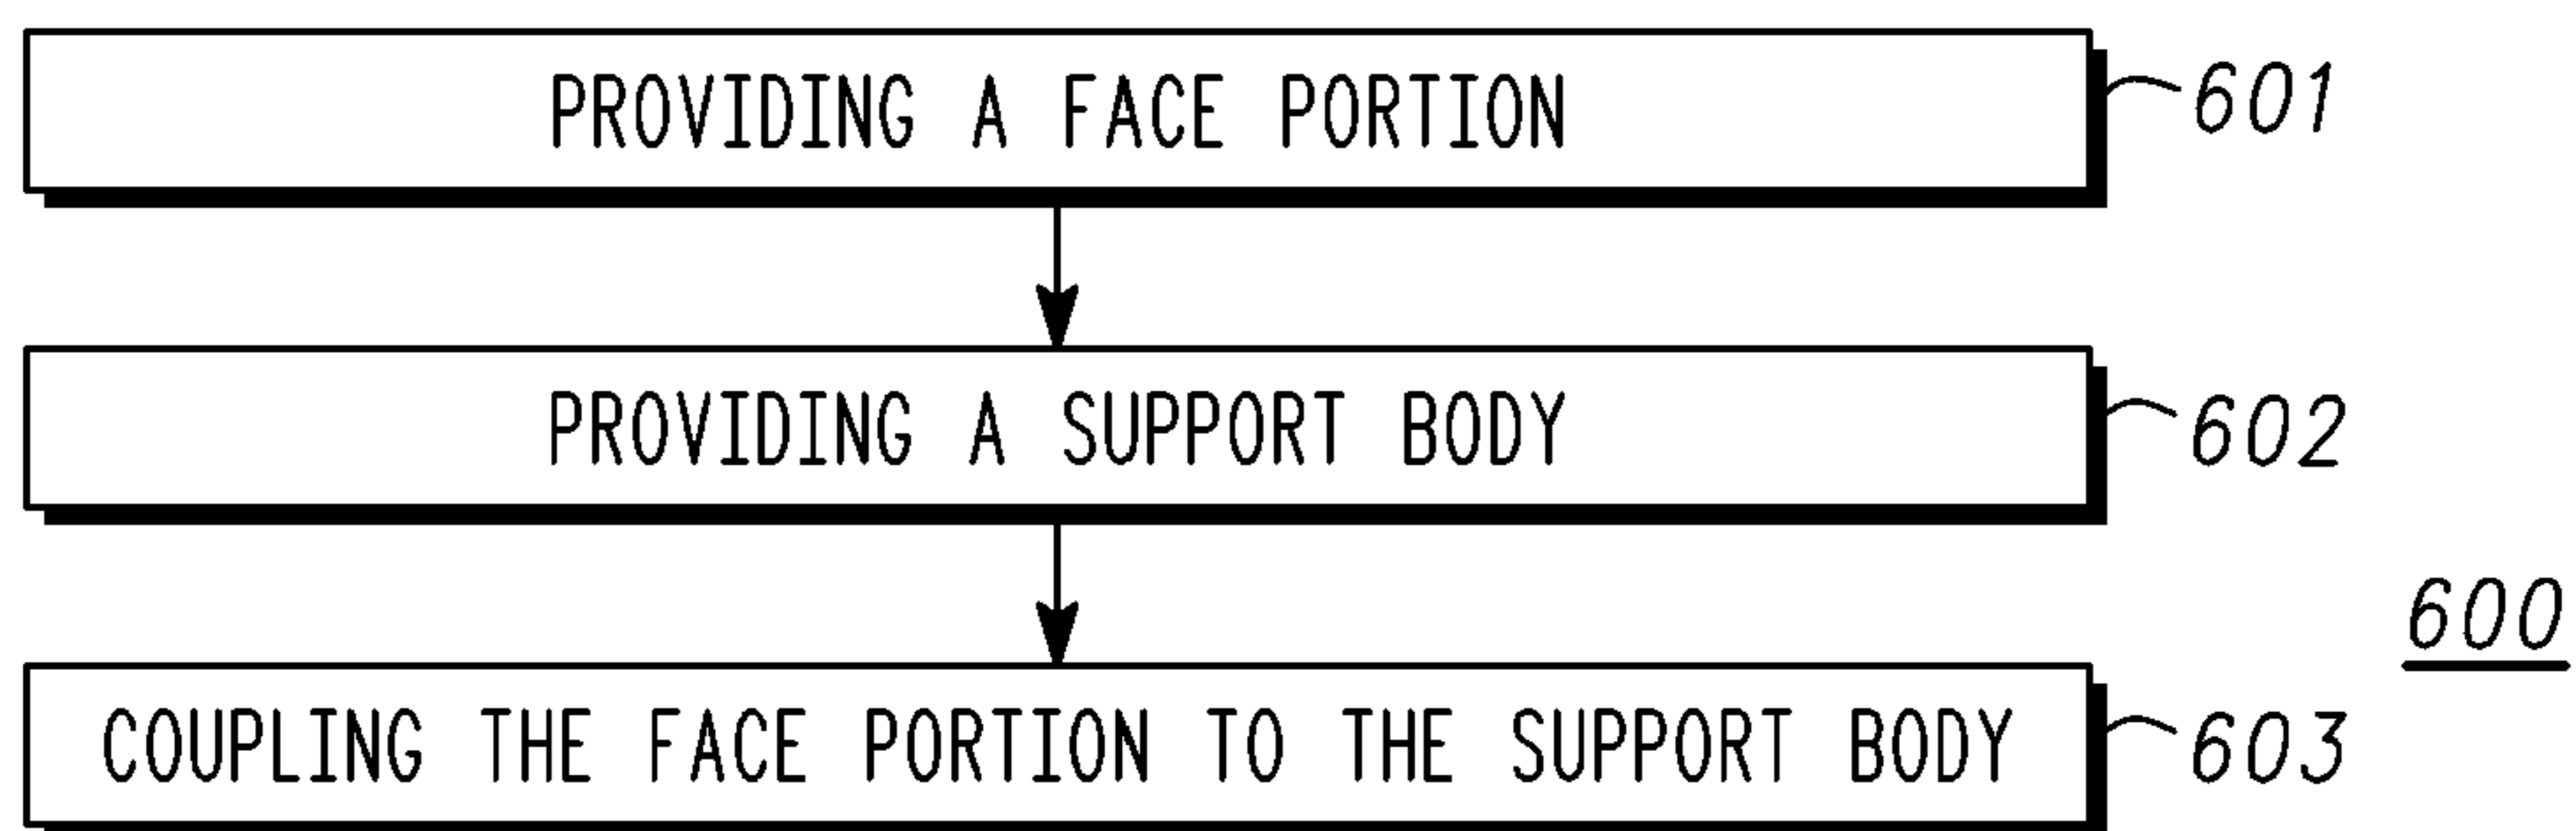 PROVIDING A FACE PORTION 601
PROVIDING A SUPPORT BODY 602
600
COUPLING THE FACE PORTION TO THE SUPPORT BODY 603